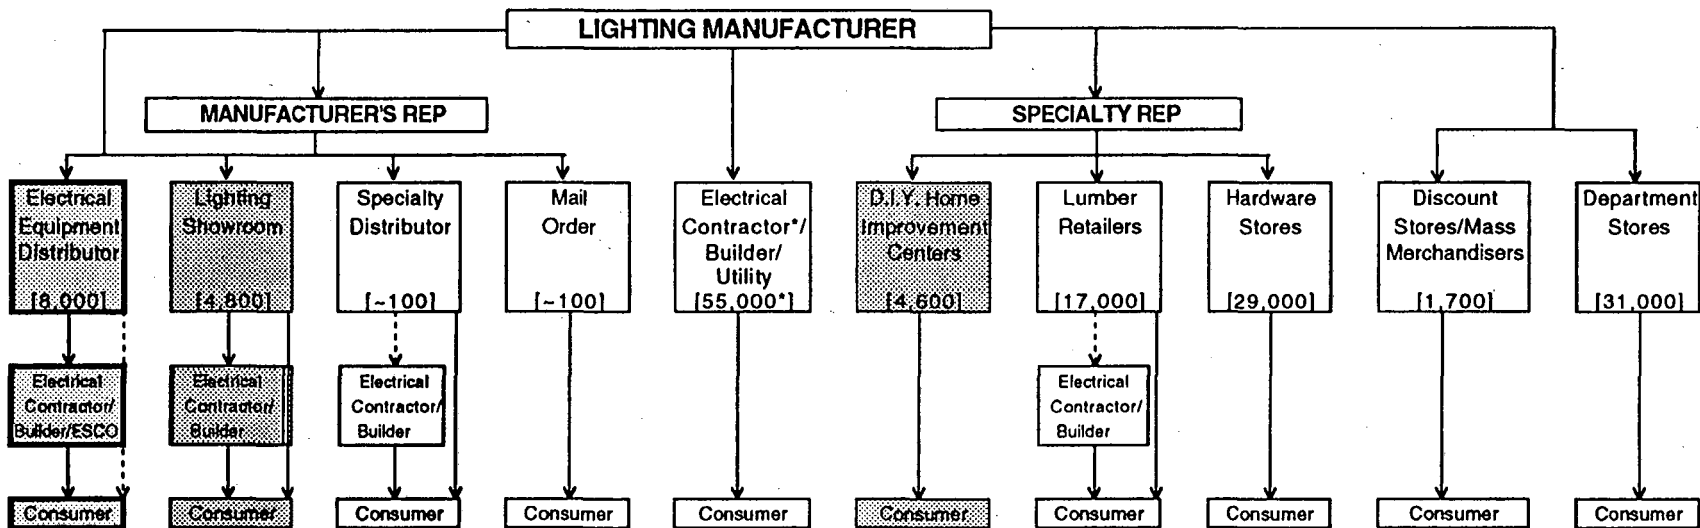 LIGHTING MANUFACTURER
MANUFACTURER'S REP
SPECIALTY REP
Electrical
Equipment
Distributor
[8,000]
Lighting
Showroom
[4,800]
Specialty
Distributor
[~100]
Mail
Order
[~100]
Electrical
Contractor*/
Builder/
Utility
[55,000*]
D.I.Y. Home
Improvement
Centers
[4,600]
Lumber
Retailers
[17,000]
Hardware
Stores
[29,000]
Discount
Stores/Mass
Merchandisers
[1,700]
Department
Stores
[31,000]
Electrical
Contractor/
Builder/ESCO
Electrical
Contractor/
Builder
Electrical
Contractor/
Builder
Electrical
Contractor/
Builder
Consumer
Consumer
Consumer
Consumer
Consumer
Consumer
Consumer
Consumer
Consumer
Consumer